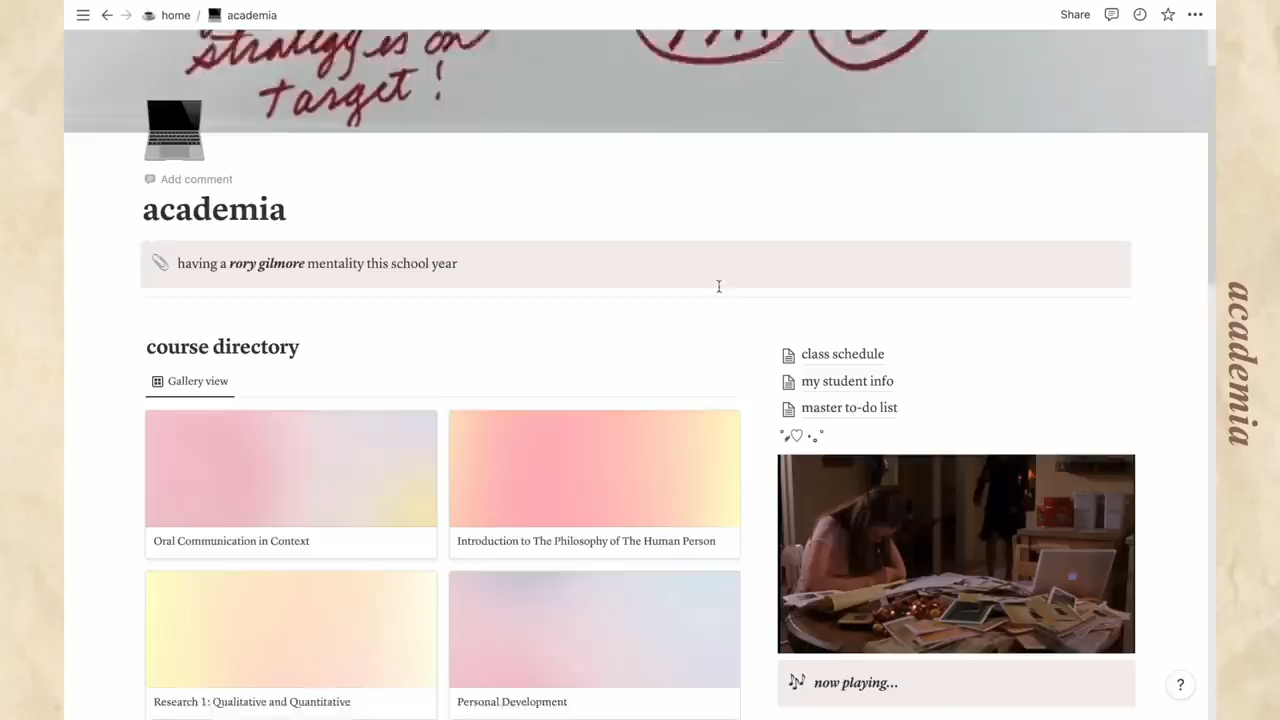 home / academia
Share
strategy is on
target!
Add comment
academia
having a rory gilmore mentality this school year
course directory
Gallery view
Oral Communication in Context
Introduction to The Philosophy of The Human Person
Research 1: Qualitative and Quantitative
Personal Development
class schedule
my student info
master to-do list
now playing...
?
academia